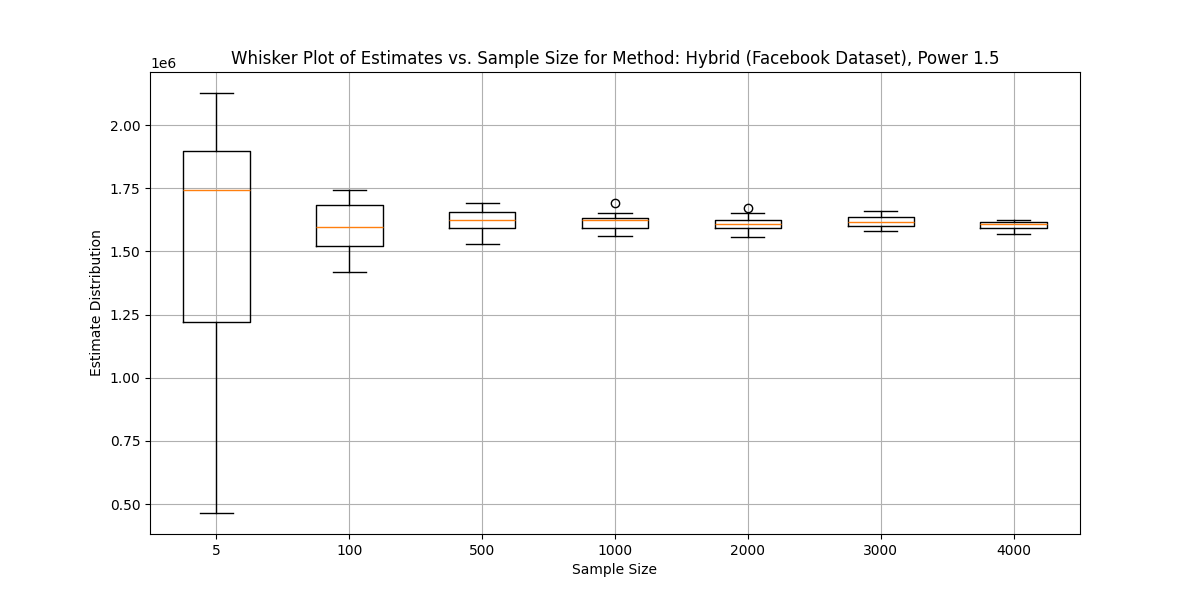 Whisker Plot of Estimates vs. Sample Size for Method: Hybrid (Facebook Dataset), Power 1.5
1e6
2.00
1.75
1.50
1.25
1.00
0.75
0.50
Estimate Distribution
5 100 500 1000 2000 3000 4000
Sample Size